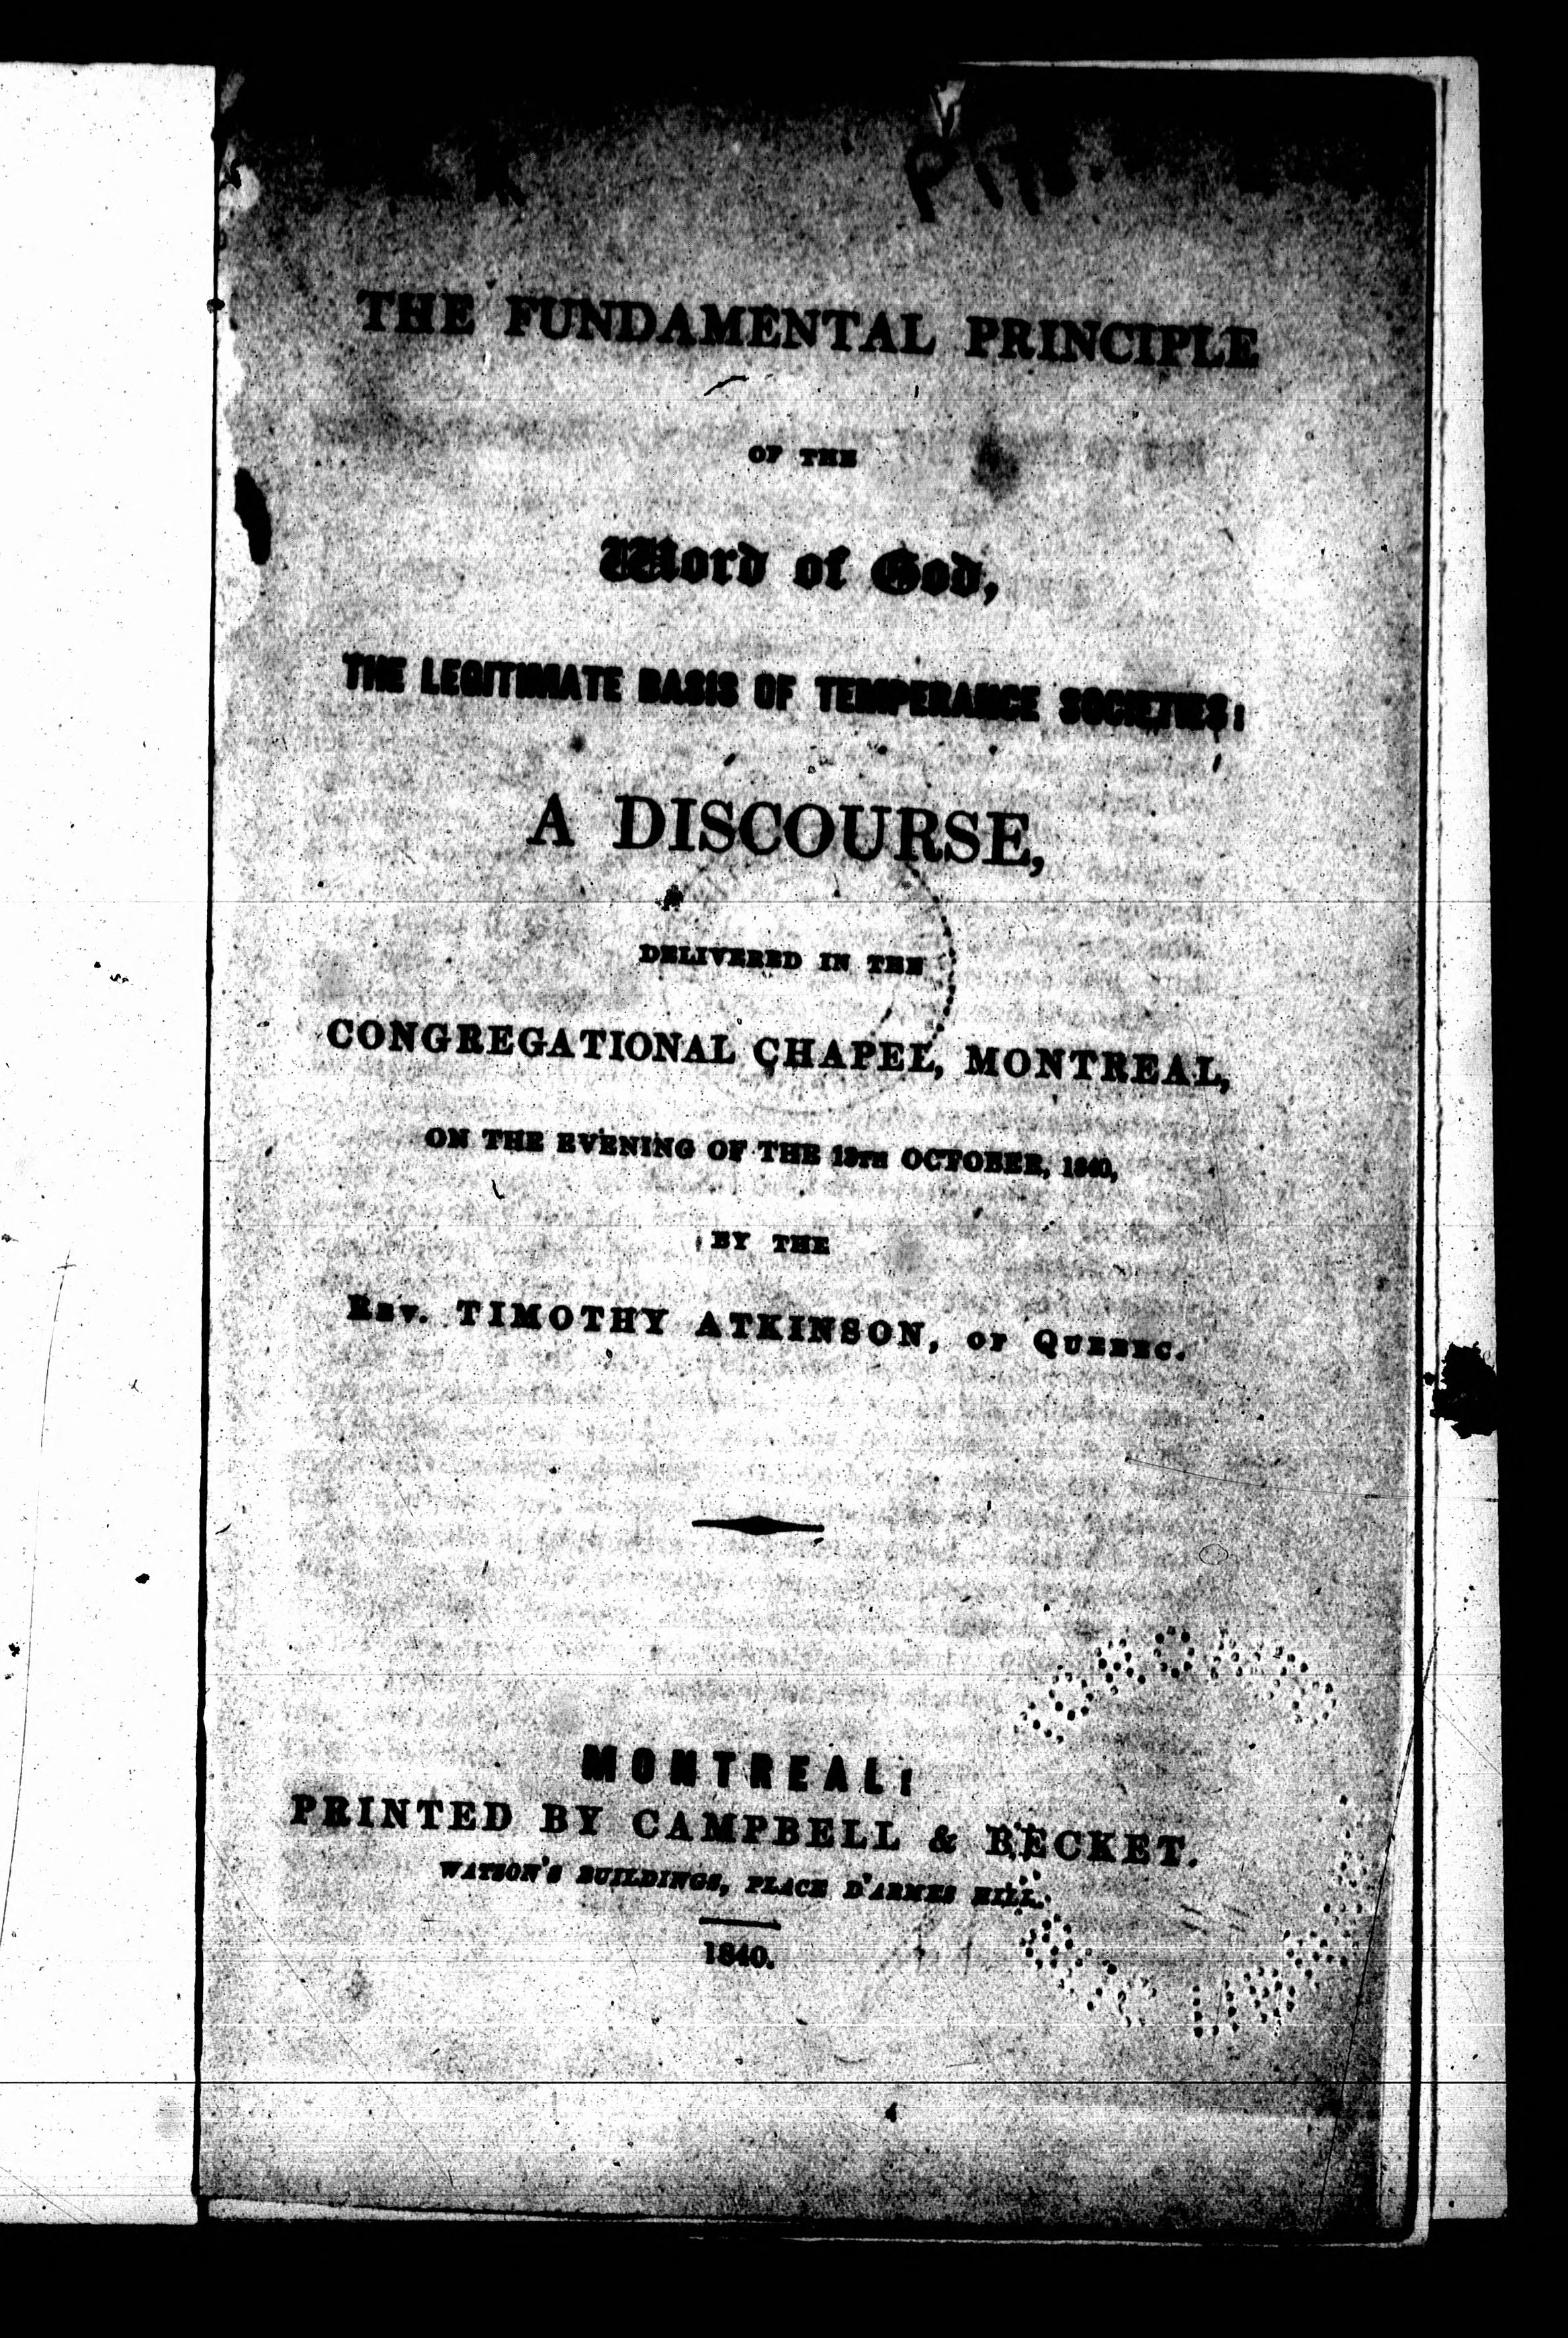 THE FUNDAMENTAL PRINCIPLE
OF THE
Word of God,
THE LEGITIMATE BASIS OF TEMPERANCE SOCIETIES:
A DISCOURSE,
DELIVERED IN THE
CONGREGATIONAL CHAPEL, MONTREAL,
ON THE EVENING OF THE OCTOBER, 1840,
BY THE
REV. TIMOTHY ATKINSON, OF QUEBEC.
MONTREAL:
PRINTED BY CAMPBELL & BECKET.
WATSON'S BUILDINGS, PLACE D'ARMES HILL.
1840.